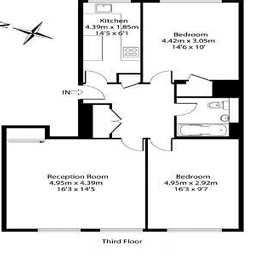 Kitchen
4.39m x 1.85m
14'5 x 6'1
Bedroom
4.42m x 3.05m
14'6 x 10'
IN
Reception Room
4.95m x 4.39m
16'3 x 14'5
Bedroom
4.95m x 2.92m
16'3 x 9'7
Third Floor